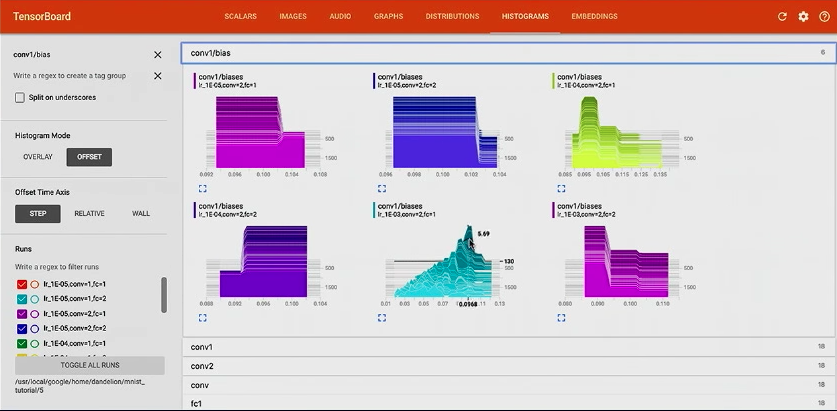 TensorBoard
SCALARS IMAGES AUDIO GRAPHS DISTRIBUTIONS HISTOGRAMS EMBEDDINGS
conv1/bias
Write a regex to create a tag group
Split on underscores
Histogram Mode
OVERLAY OFFSET
Offset Time Axis
STEP RELATIVE WALL
Runs
Write a regex to filter runs
lr_1E-05,conv=1,fc=1
lr_1E-05,conv=1,fc=2
lr_1E-05,conv=2,fc=1
lr_1E-05,conv=2,fc=2
lr_1E-04,conv=1,fc=1
TOGGLE ALL RUNS
/usr/local/google/home/dandelion/mnist_
tutorial/5
conv1/bias 6
conv1/biases
lr_1E-05,conv=2,fc=1
500
1500
0.092 0.096 0.100 0.104 0.108
conv1/biases
lr_1E-05,conv=2,fc=2
500
1500
0.096 0.098 0.100 0.102 0.104
conv1/biases
lr_1E-04,conv=2,fc=1
500
1500
0.085 0.095 0.105 0.115 0.125 0.135
conv1/biases
lr_1E-04,conv=2,fc=2
500
1500
0.088 0.092 0.096 0.100 0.104
conv1/biases
lr_1E-03,conv=2,fc=1
5.69
130
500
1500
0.01 0.03 0.05 0.07 0.0968 0.11 0.13
conv1/biases
lr_1E-03,conv=2,fc=2
500
1500
0.080 0.090 0.100 0.110
conv1 18
conv2 18
conv 18
fc1 18